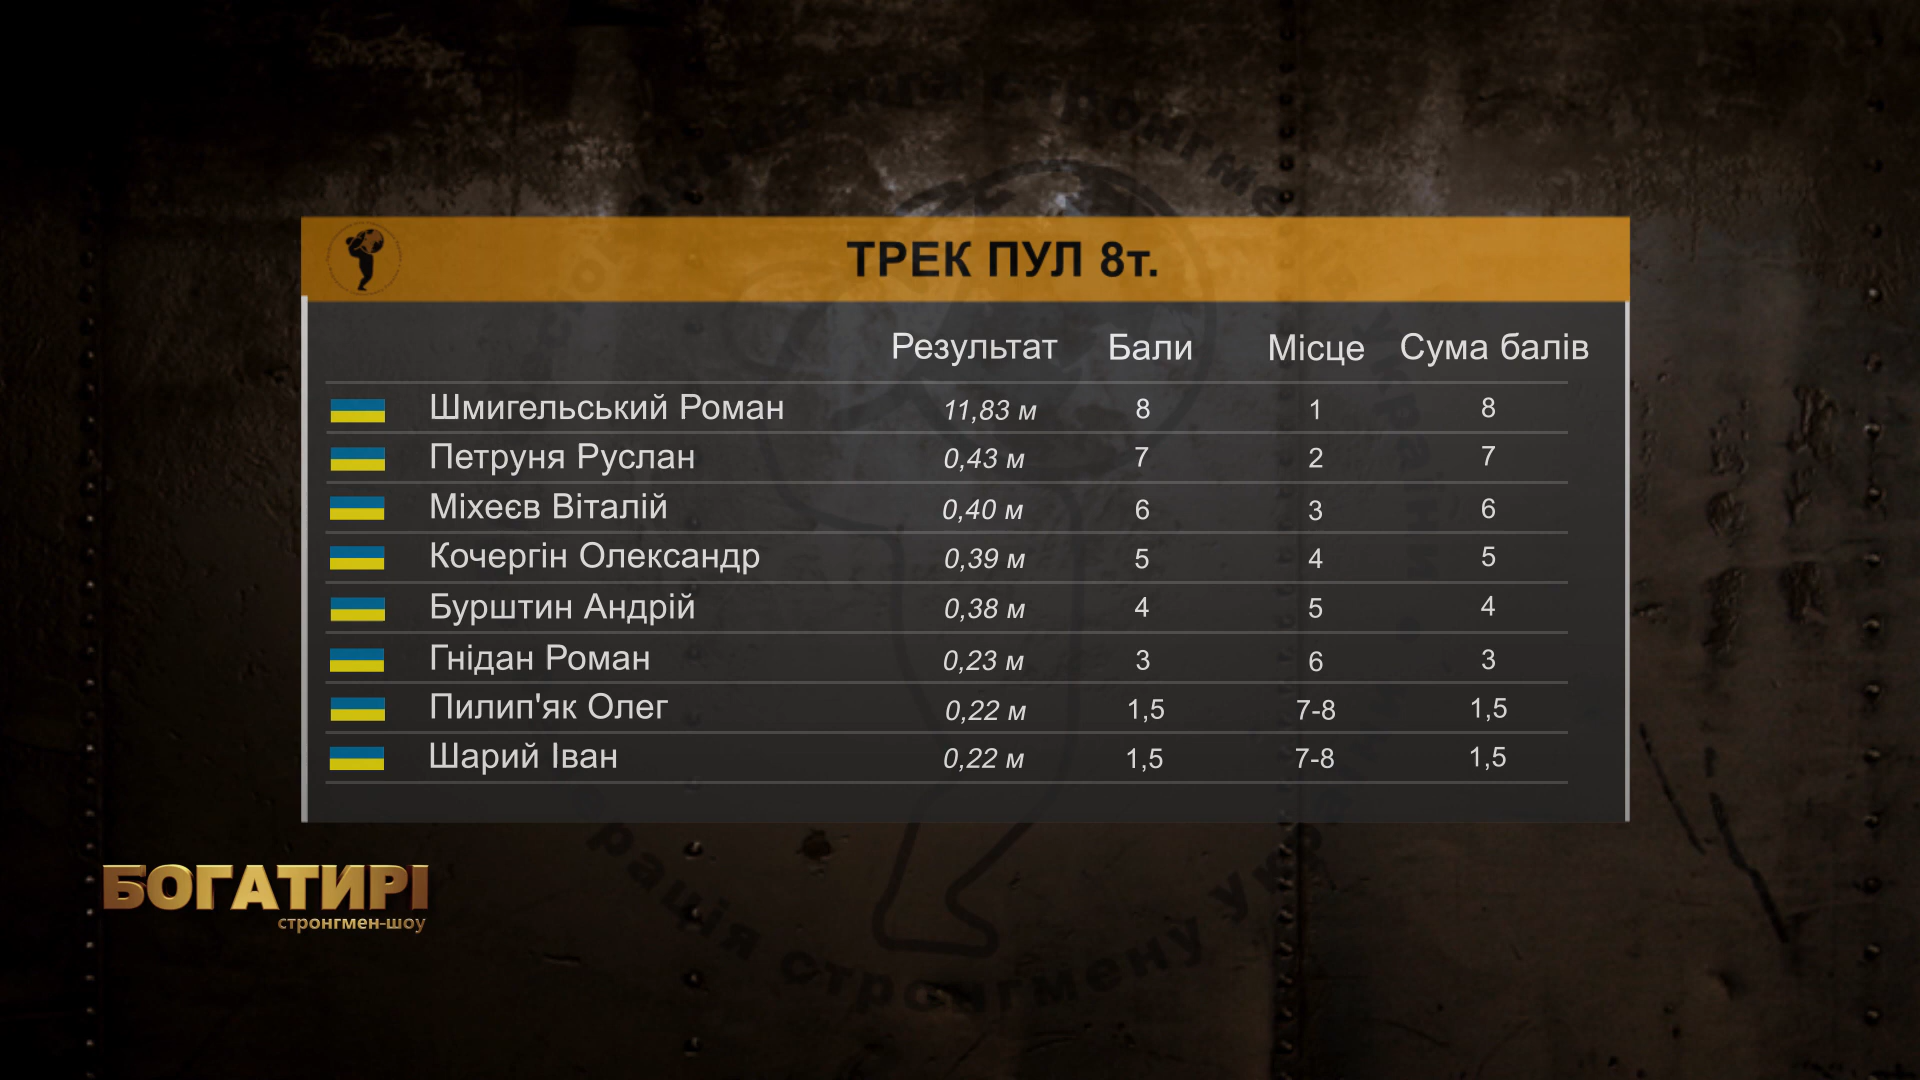 ТРЕК ПУЛ 8т.
Результат Бали Місце Сума балів
Шмигельський Роман 11,83 м 8 1 8
Петруня Руслан 0,43 м 7 2 7
Міхеєв Віталій 0,40 м 6 3 6
Кочергін Олександр 0,39 м 5 4 5
Бурштин Андрій 0,38 м 4 5 4
Гнідан Роман 0,23 м 3 6 3
Пилип'як Олег 0,22 м 1,5 7-8 1,5
Шарий Іван 0,22 м 1,5 7-8 1,5
БОГАТИРІ
стронгмен-шоу
стронгмену